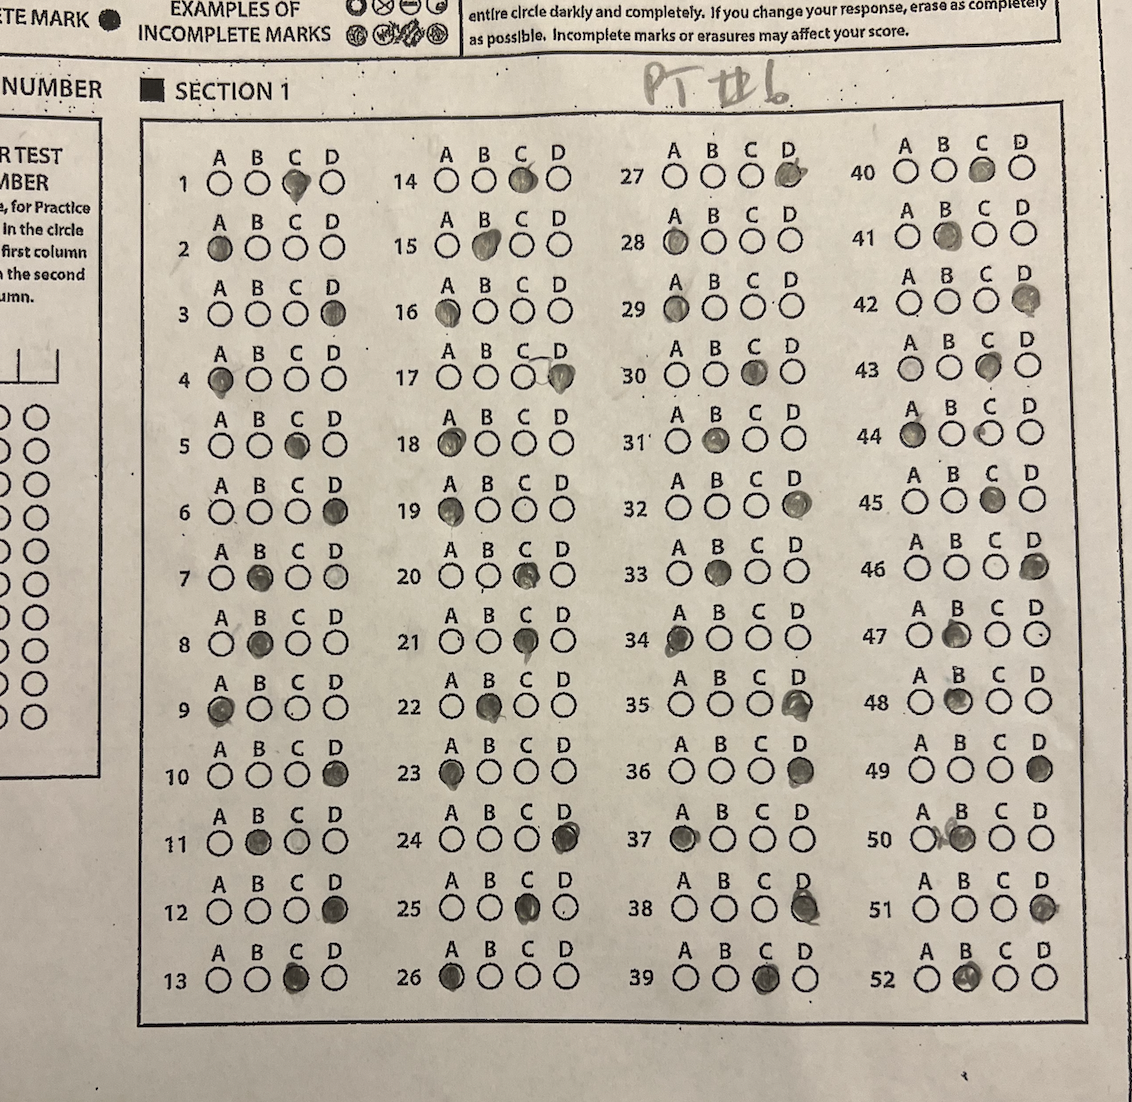 TE MARK
EXAMPLES OF
INCOMPLETE MARKS
entire circle darkly and completely. If you change your response, erase as completely
as possible. Incomplete marks or erasures may affect your score.
NUMBER
R TEST
MBER
, for Practice
in the circle
first column
the second
umn.
SECTION 1
PT #6
A B C D
1
A B C D
2
A B C D
3
A B C D
4
A B C D
5
A B C D
6
A B C D
7
A B C D
8
A B C D
9
A B C D
10
A B C D
11
A B C D
12
A B C D
13
A B C D
14
A B C D
15
A B C D
16
A B C D
17
A B C D
18
A B C D
19
A B C D
20
A B C D
21
A B C D
22
A B C D
23
A B C D
24
A B C D
25
A B C D
26
A B C D
27
A B C D
28
A B C D
29
A B C D
30
A B C D
31
A B C D
32
A B C D
33
A B C D
34
A B C D
35
A B C D
36
A B C D
37
A B C D
38
A B C D
39
A B C D
40
A B C D
41
A B C D
42
A B C D
43
A B C D
44
A B C D
45
A B C D
46
A B C D
47
A B C D
48
A B C D
49
A B C D
50
A B C D
51
A B C D
52